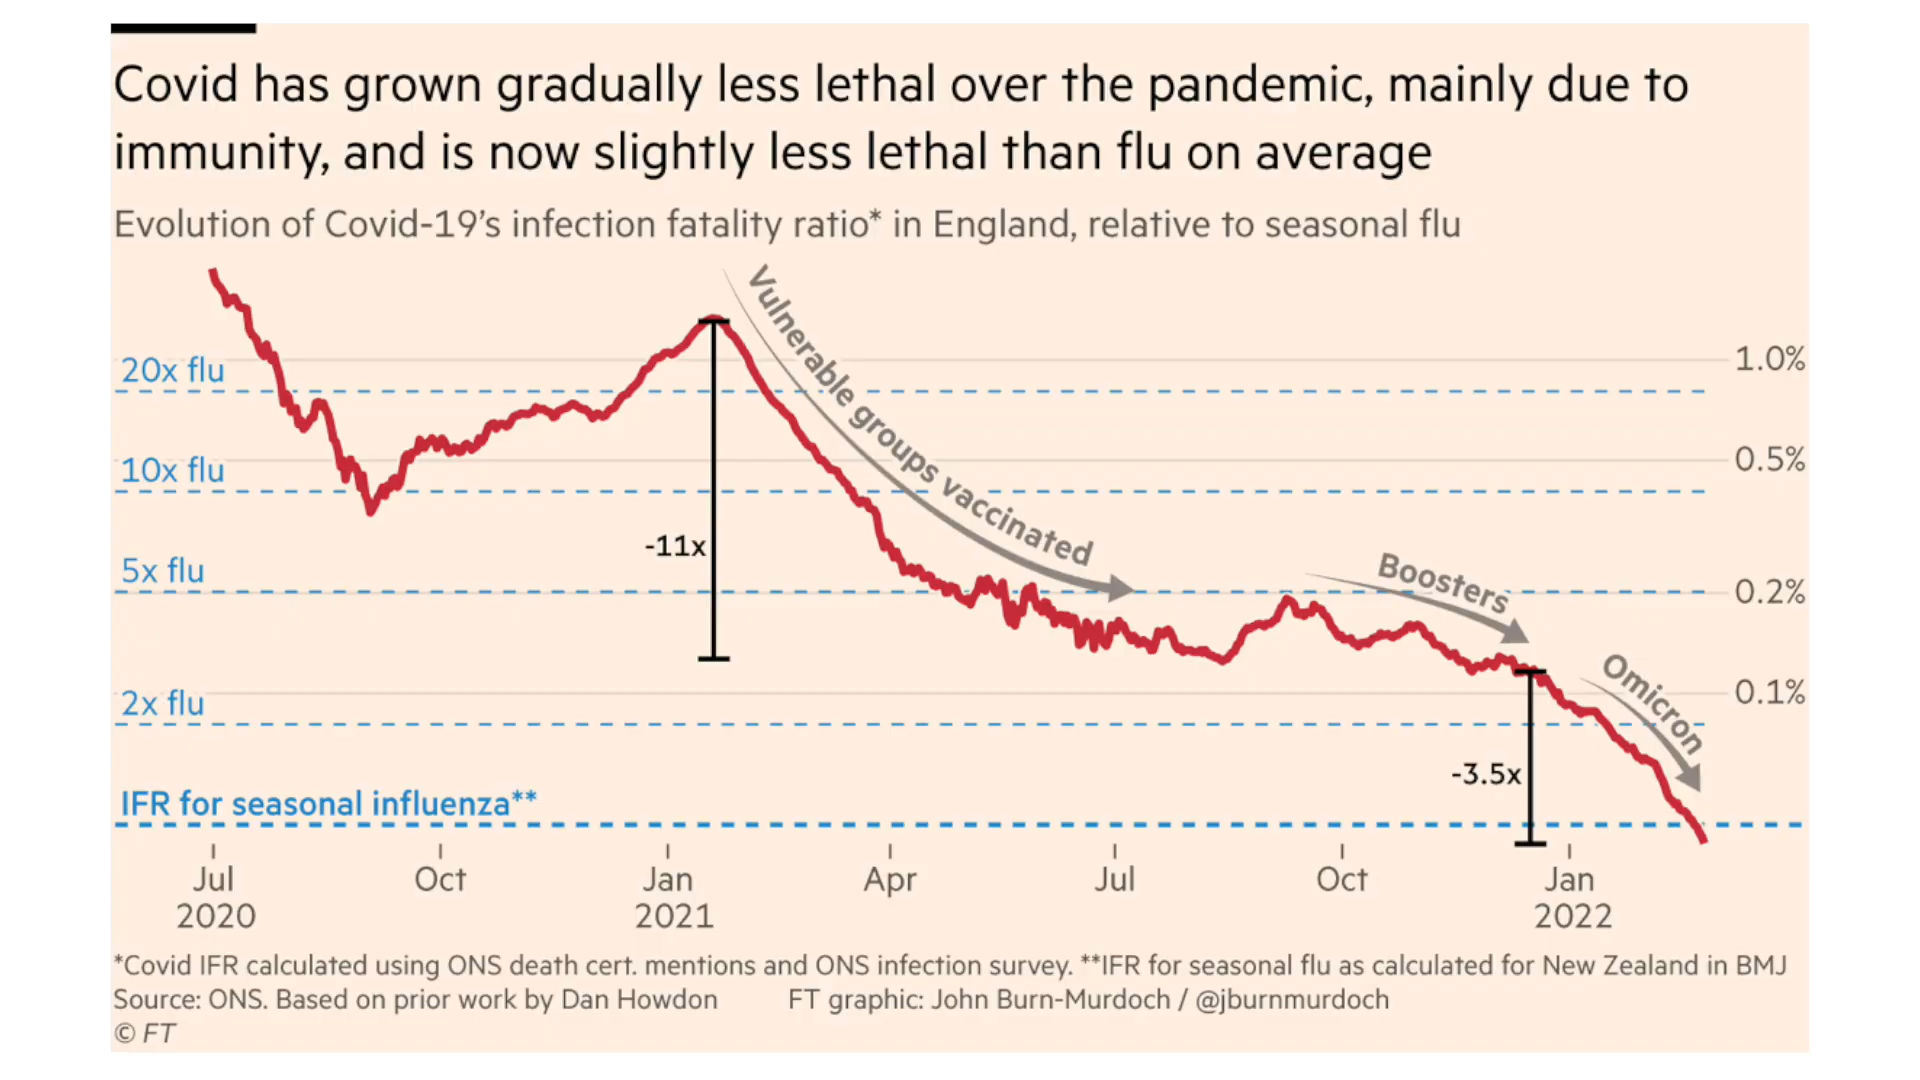 Covid has grown gradually less lethal over the pandemic, mainly due to
immunity, and is now slightly less lethal than flu on average
Evolution of Covid-19's infection fatality ratio* in England, relative to seasonal flu
Vulnerable groups vaccinated
20x flu
1.0%
10x flu
0.5%
-11x
5x flu
Boosters
0.2%
Omicron
2x flu
0.1%
-3.5x
IFR for seasonal influenza**
Jul Oct Jan Apr Jul Oct Jan
2020 2021 2022
*Covid IFR calculated using ONS death cert. mentions and ONS infection survey. **IFR for seasonal flu as calculated for New Zealand in BMJ
Source: ONS. Based on prior work by Dan Howdon FT graphic: John Burn-Murdoch / @jburnmurdoch
© FT